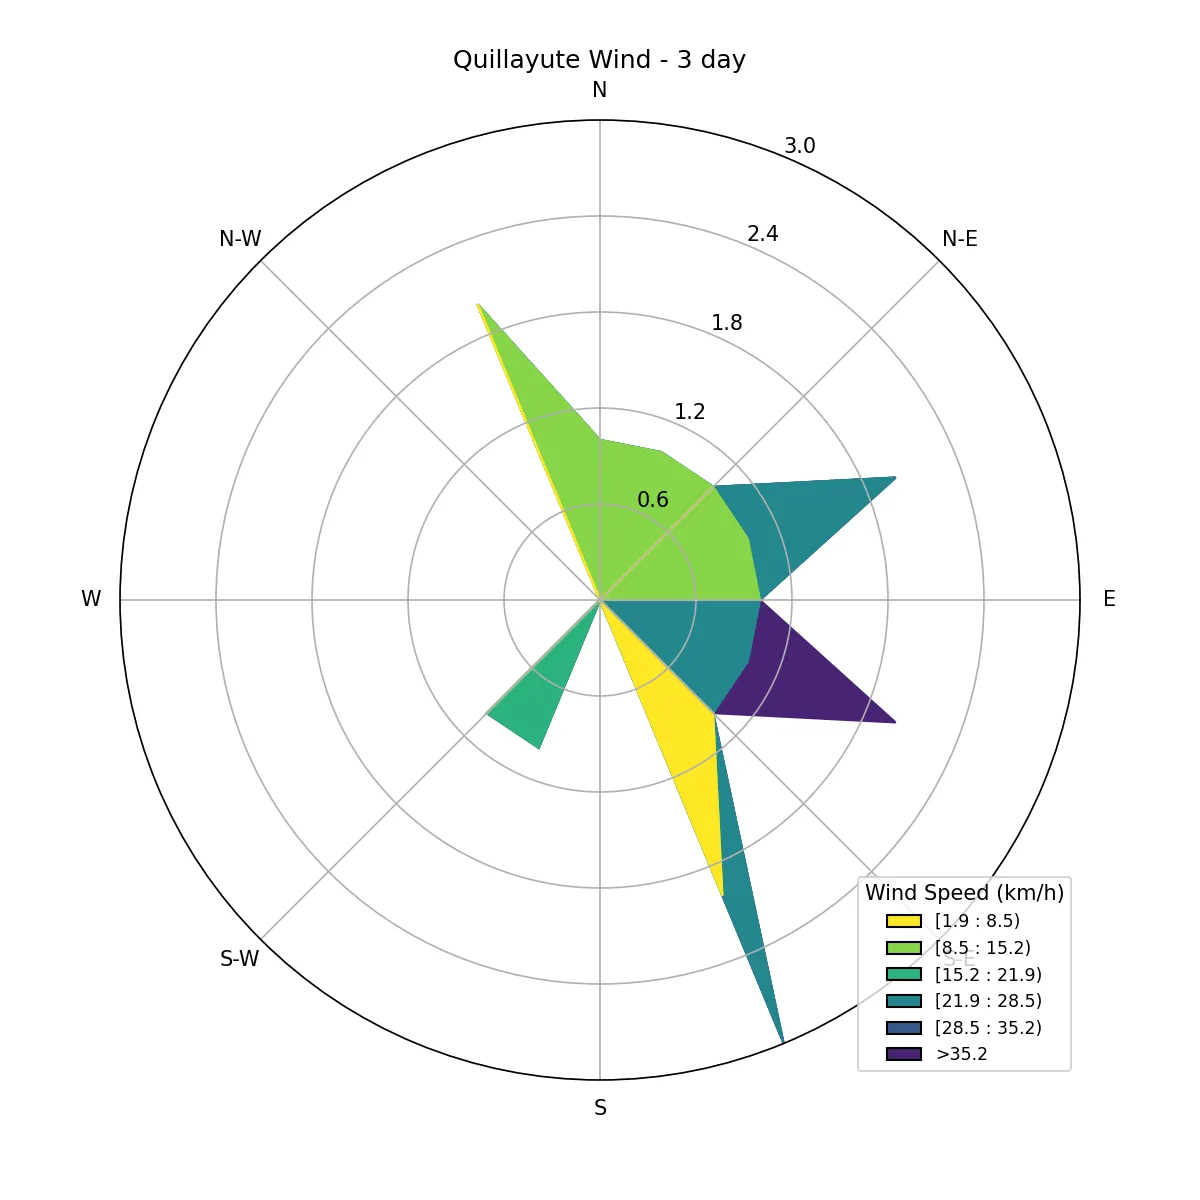 Quillayute Wind - 3 day
N
3.0
N-W
2.4
N-E
1.8
1.2
0.6
W
E
Wind Speed (km/h)
[1.9 : 8.5)
[8.5 : 15.2)
S-W
S-E
[15.2 : 21.9)
[21.9 : 28.5)
[28.5 : 35.2)
>35.2
S